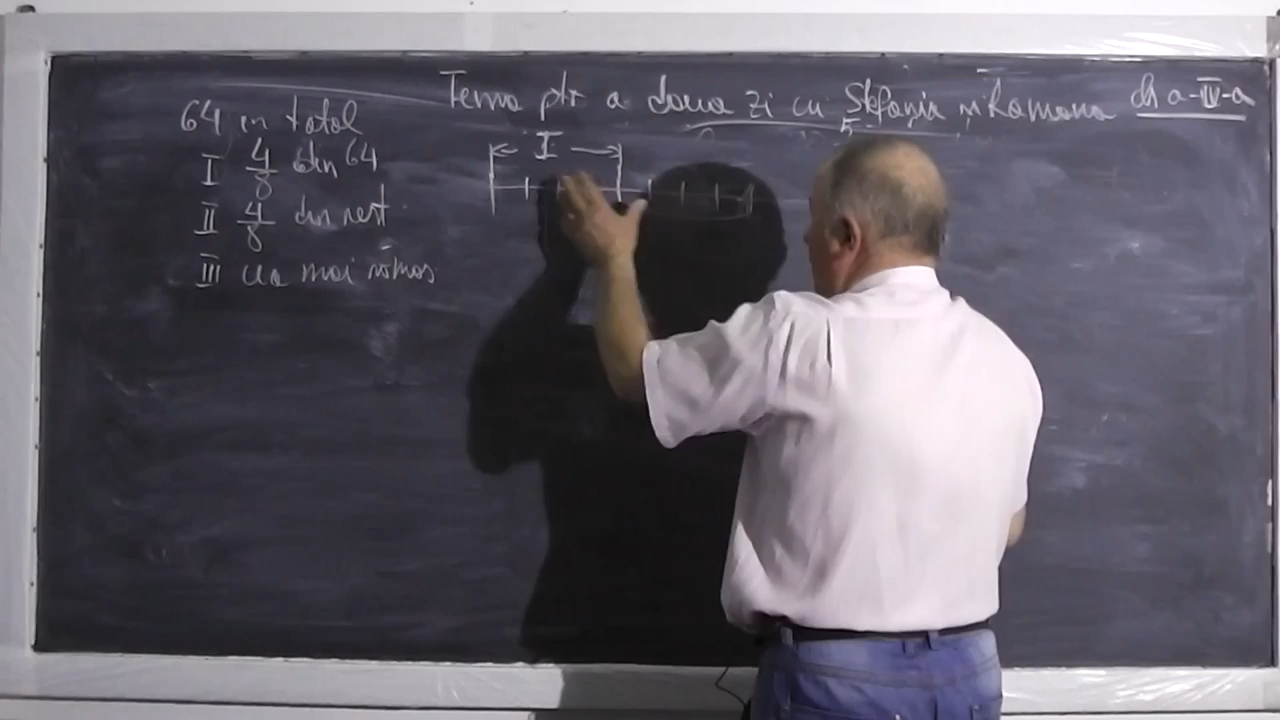 Tema ptr a doua zi cu Ștefania și Ramona cls a-IV-a
64 în total
I 4/8 din 64
II 4/8 din rest
III ce a mai rămas
I